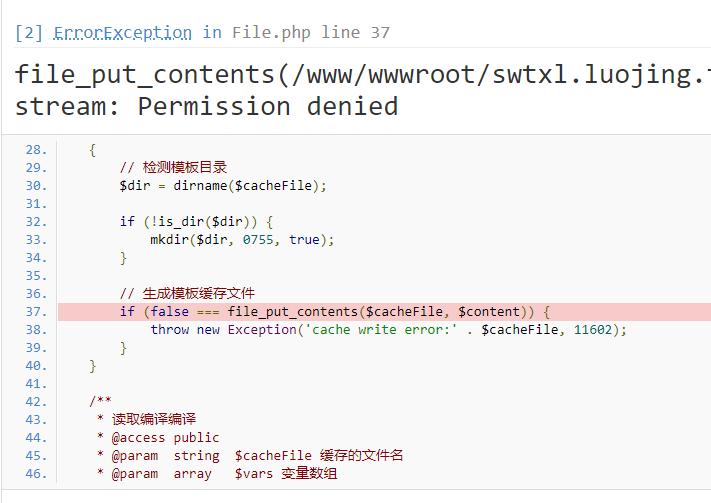 [2] ErrorException in File.php line 37
file_put_contents(/www/wwwroot/swtxl.luojing.
stream: Permission denied
28. {
29. // 检测模板目录
30. $dir = dirname($cacheFile);
31.
32. if (!is_dir($dir)) {
33. mkdir($dir, 0755, true);
34. }
35.
36. // 生成模板缓存文件
37. if (false === file_put_contents($cacheFile, $content)) {
38. throw new Exception('cache write error:' . $cacheFile, 11602);
39. }
40. }
41.
42. /**
43. * 读取编译编译
44. * @access public
45. * @param string $cacheFile 缓存的文件名
46. * @param array $vars 变量数组